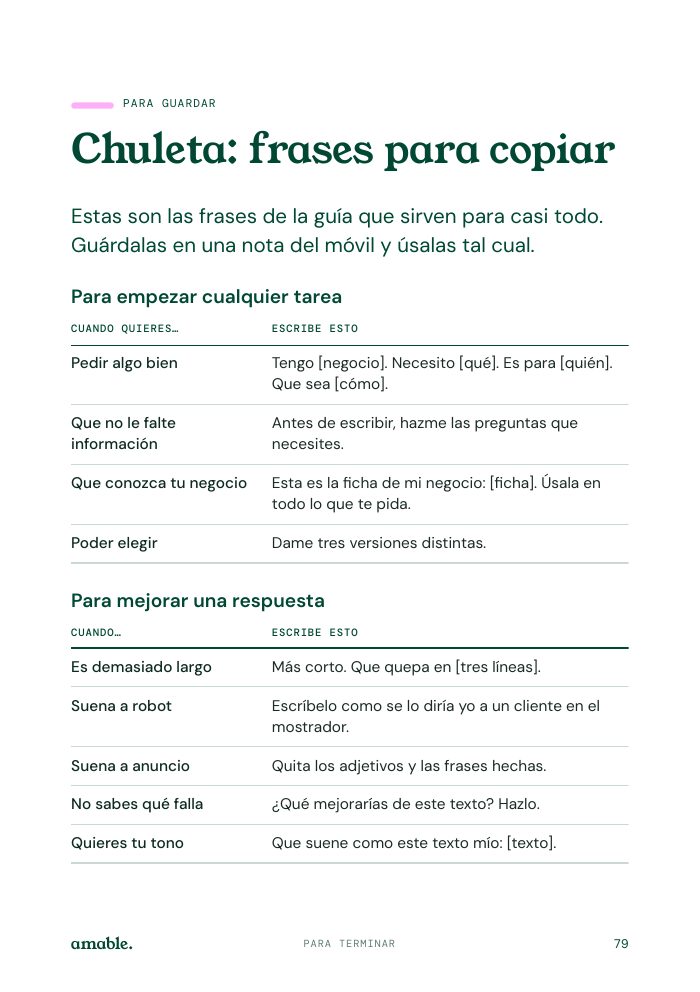 PARA GUARDAR
Chuleta: frases para copiar
Estas son las frases de la guía que sirven para casi todo.
Guárdalas en una nota del móvil y úsalas tal cual.
Para empezar cualquier tarea
CUANDO QUIERES… ESCRIBE ESTO
Pedir algo bien Tengo [negocio]. Necesito [qué]. Es para [quién].
Que sea [cómo].
Que no le falte Antes de escribir, hazme las preguntas que
información necesites.
Que conozca tu negocio Esta es la ficha de mi negocio: [ficha]. Úsala en
todo lo que te pida.
Poder elegir Dame tres versiones distintas.
Para mejorar una respuesta
CUANDO… ESCRIBE ESTO
Es demasiado largo Más corto. Que quepa en [tres líneas].
Suena a robot Escríbelo como se lo diría yo a un cliente en el
mostrador.
Suena a anuncio Quita los adjetivos y las frases hechas.
No sabes qué falla ¿Qué mejorarías de este texto? Hazlo.
Quieres tu tono Que suene como este texto mío: [texto].
amable. PARA TERMINAR 79